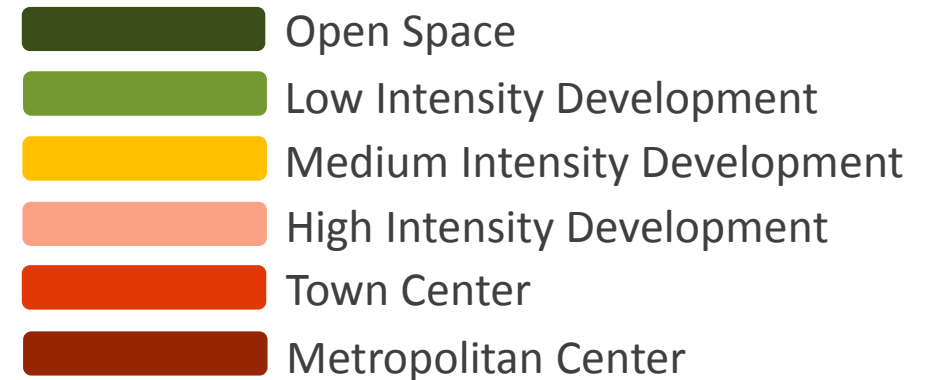 Open Space
Low Intensity Development
Medium Intensity Development
High Intensity Development
Town Center
Metropolitan Center